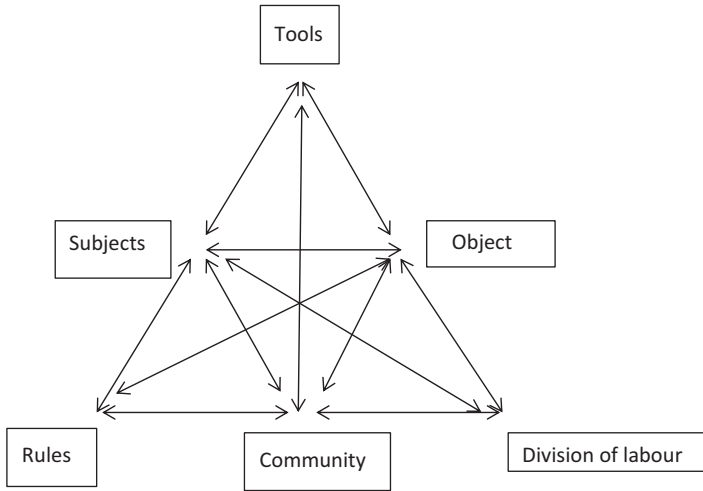 Tools
Subjects
Object
Rules
Community
Division of labour